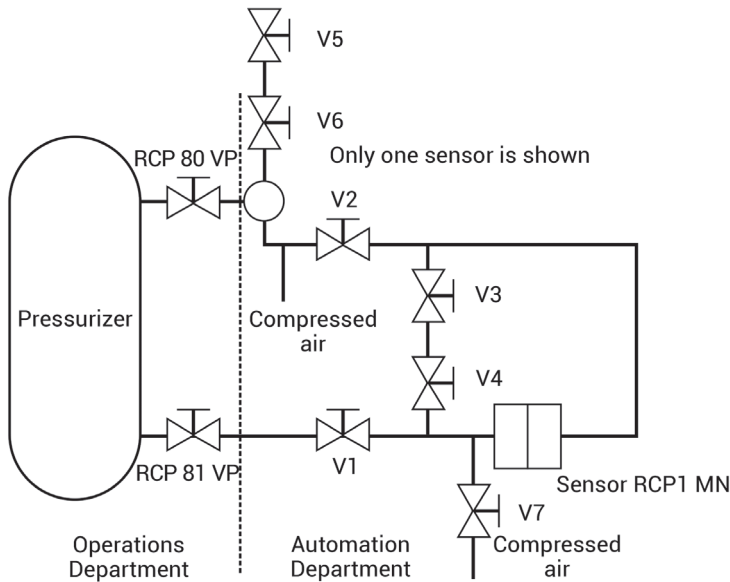 V5
V6
RCP 80 VP
Only one sensor is shown
V2
Pressurizer
Compressed
air
V3
V4
RCP 81 VP
V1
Sensor RCP1 MN
V7
Operations
Department
Automation
Department
Compressed
air